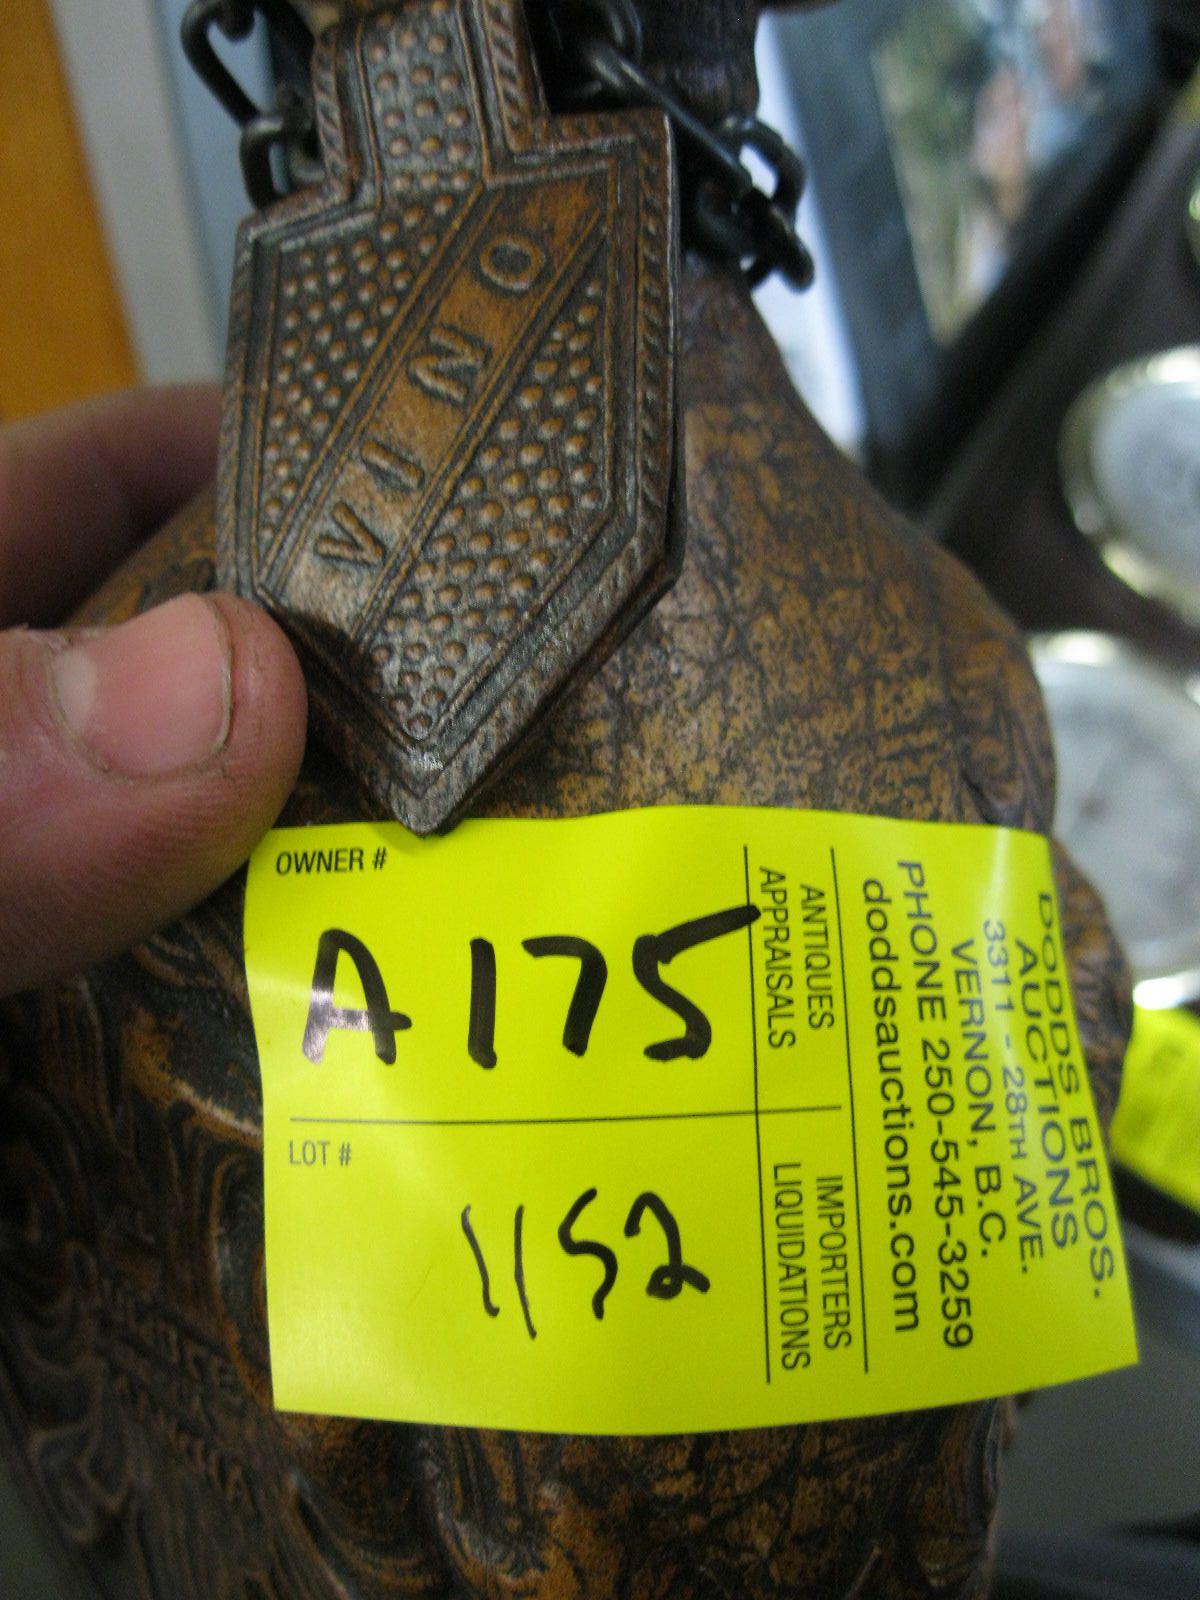 VINO
OWNER #
A175
LOT #
1152
ANTIQUES
APPRAISALS
IMPORTERS
LIQUIDATIONS
DODDS BROS.
AUCTIONS
3311 - 28TH AVE.
VERNON, B.C.
PHONE 250-545-3259
doddsauctions.com